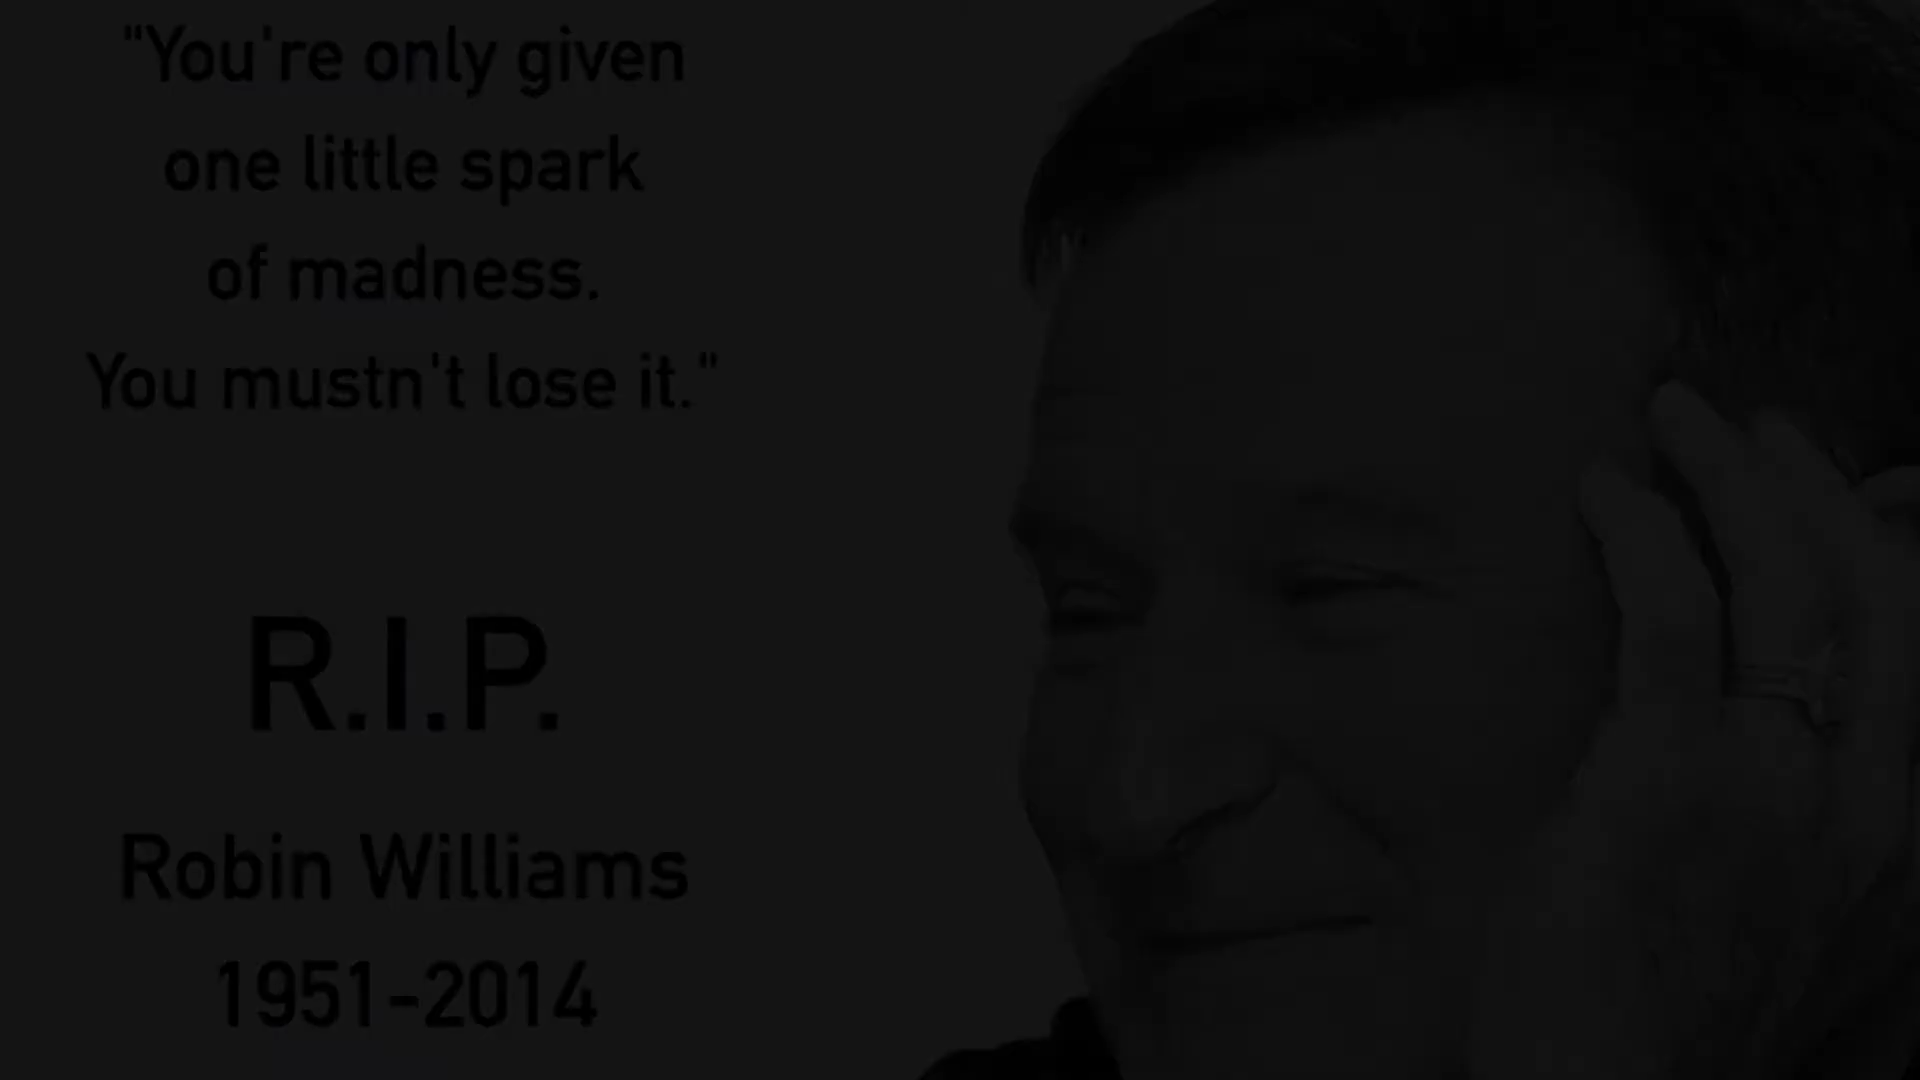 "You're only given
one little spark
of madness.
You mustn't lose it."
R.I.P.
Robin Williams
1951-2014